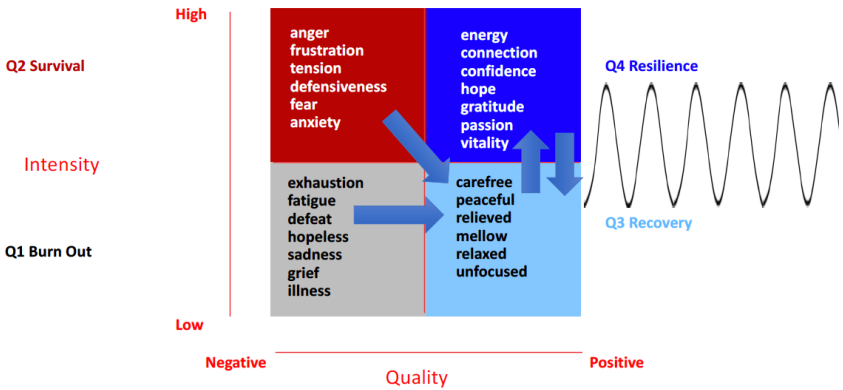 High
Q2 Survival
anger
frustration
tension
defensiveness
fear
anxiety
energy
connection
confidence
hope
gratitude
passion
vitality
Q4 Resilience
Intensity
Q1 Burn Out
exhaustion
fatigue
defeat
hopeless
sadness
grief
illness
carefree
peaceful
relieved
mellow
relaxed
unfocused
Q3 Recovery
Low
Negative
Positive
Quality